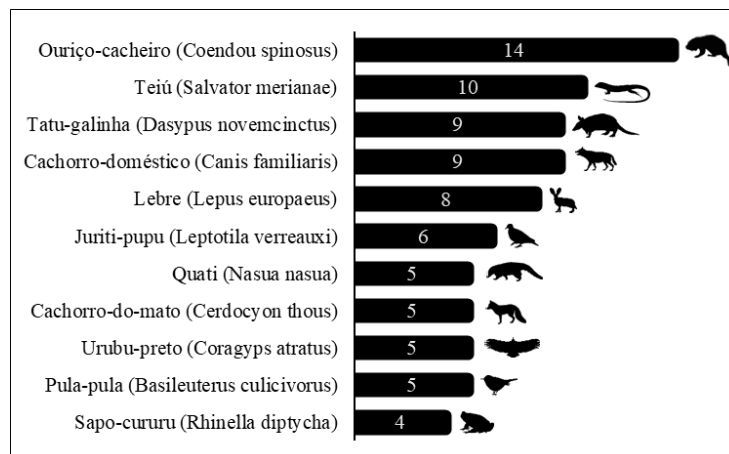 Ouriço-cacheiro (Coendou spinosus) 14
Teiú (Salvator merianae) 10
Tatu-galinha (Dasypus novemcinctus) 9
Cachorro-doméstico (Canis familiaris) 9
Lebre (Lepus europaeus) 8
Juriti-pupu (Leptotila verreauxi) 6
Quati (Nasua nasua) 5
Cachorro-do-mato (Cerdocyon thous) 5
Urubu-preto (Coragyps atratus) 5
Pula-pula (Basileuterus culicivorus) 5
Sapo-cururu (Rhinella diptycha) 4